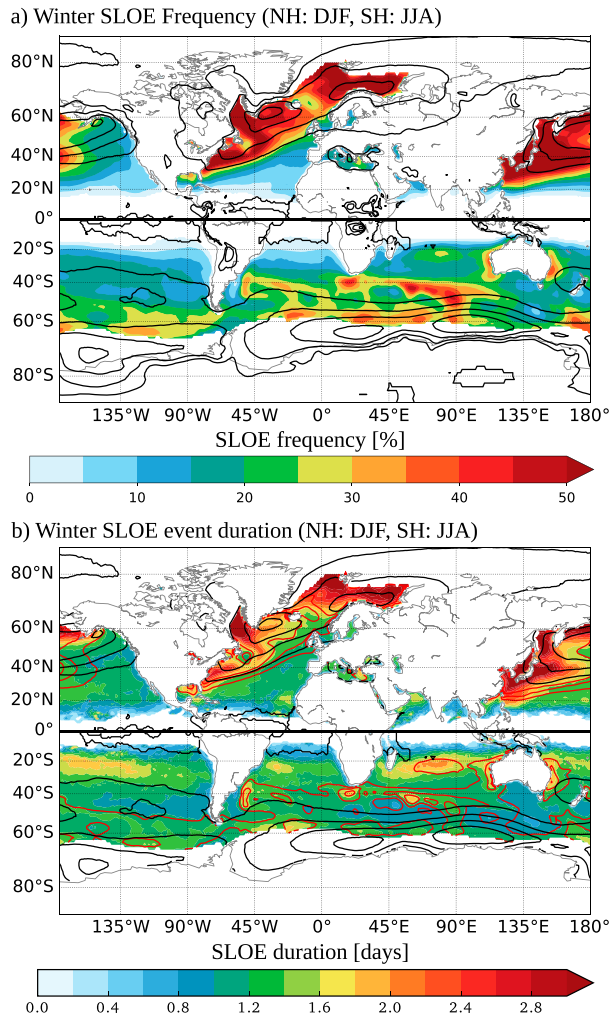 a) Winter SLOE Frequency (NH: DJF, SH: JJA)
80°N
60°N
40°N
20°N
0°
20°S
40°S
60°S
80°S
135°W 90°W 45°W 0° 45°E 90°E 135°E 180°
SLOE frequency [%]
0 10 20 30 40 50
b) Winter SLOE event duration (NH: DJF, SH: JJA)
80°N
60°N
40°N
20°N
0°
20°S
40°S
60°S
80°S
135°W 90°W 45°W 0° 45°E 90°E 135°E 180°
SLOE duration [days]
0.0 0.4 0.8 1.2 1.6 2.0 2.4 2.8